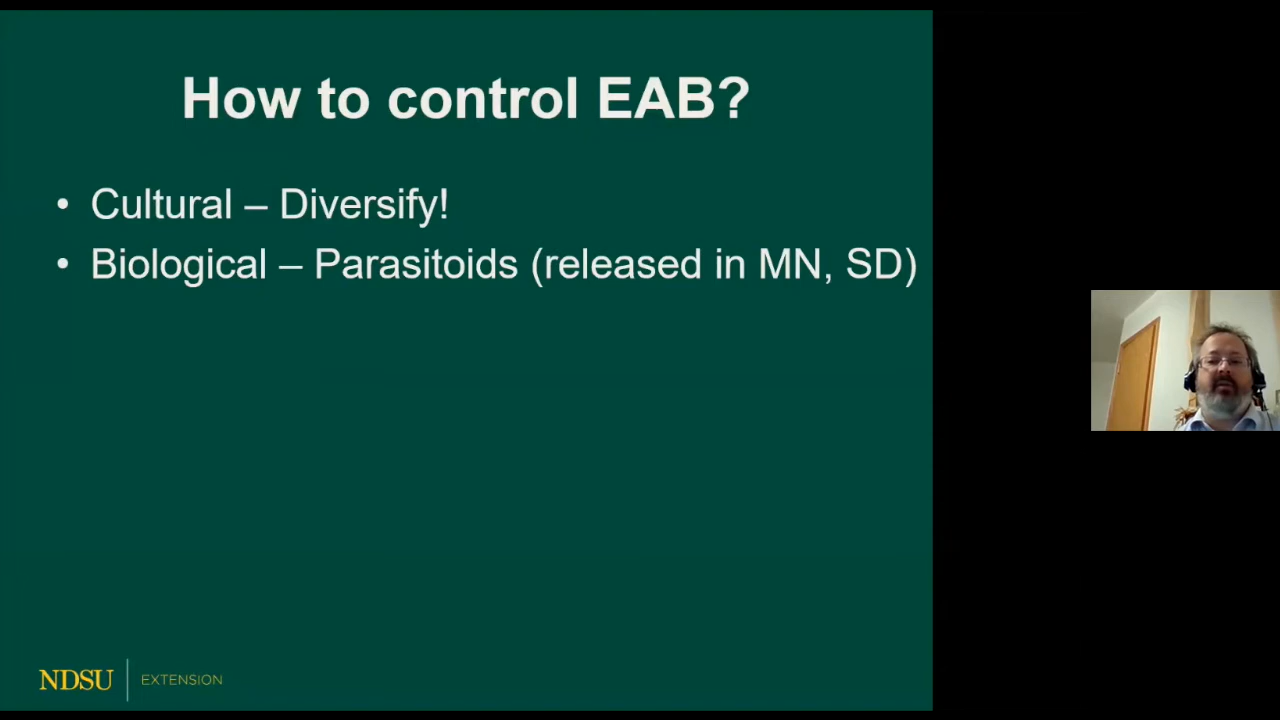 How to control EAB?
• Cultural – Diversify!
• Biological – Parasitoids (released in MN, SD)
NDSU EXTENSION